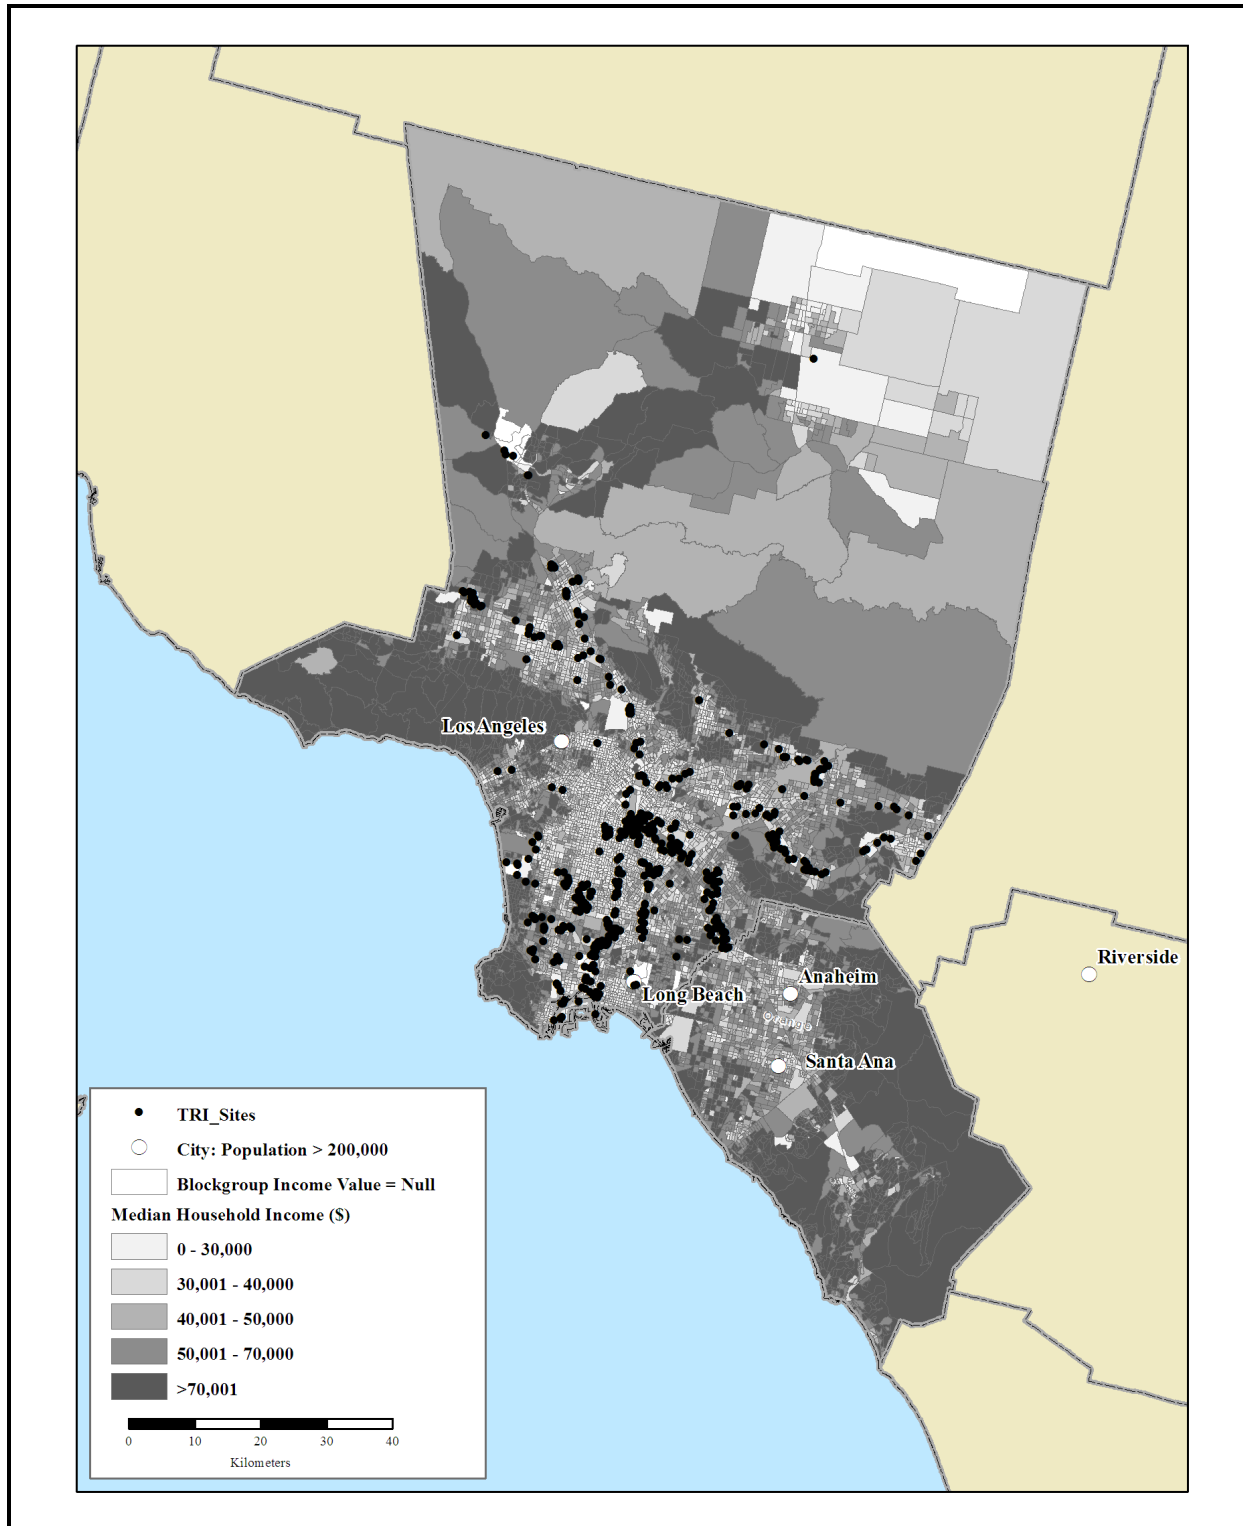 Los Angeles
Riverside
Anaheim
Long Beach
Orange
Santa Ana
TRI_Sites
City: Population > 200,000
Blockgroup Income Value = Null
Median Household Income ($)
0 - 30,000
30,001 - 40,000
40,001 - 50,000
50,001 - 70,000
>70,001
0 10 20 30 40
Kilometers